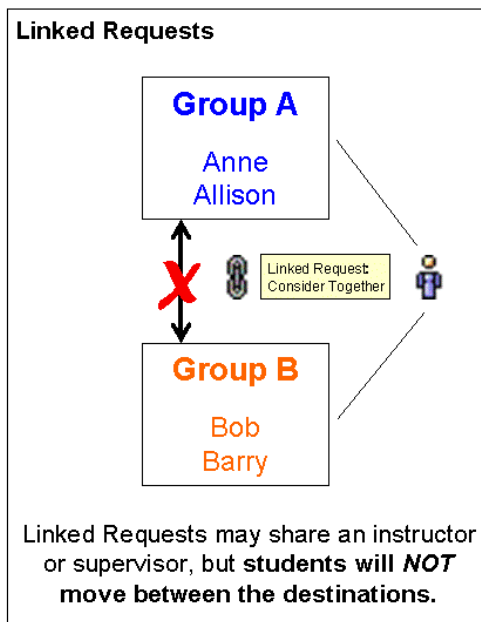 Linked Requests
Group A
Anne
Allison
Linked Request:
Consider Together
Group B
Bob
Barry
Linked Requests may share an instructor
or supervisor, but students will NOT
move between the destinations.